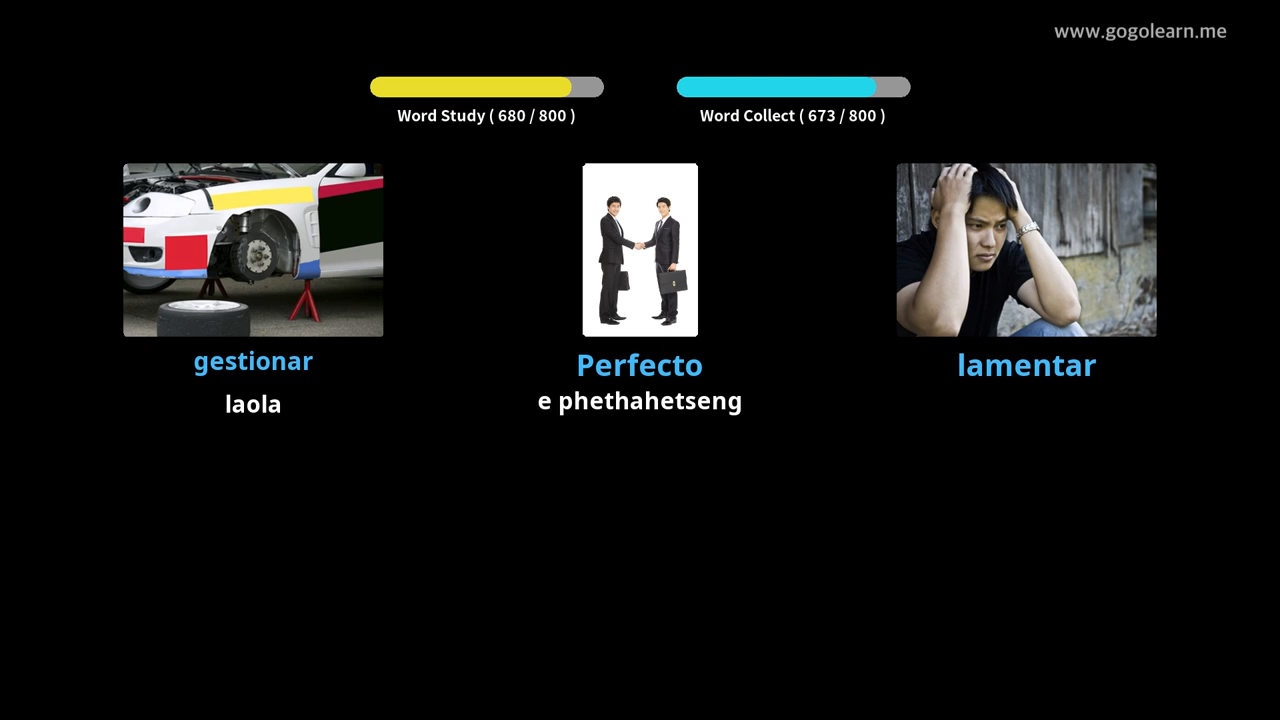 www.gogolearn.me
Word Study ( 680 / 800 )
Word Collect ( 673 / 800 )
gestionar
laola
Perfecto
e phethahetseng
lamentar